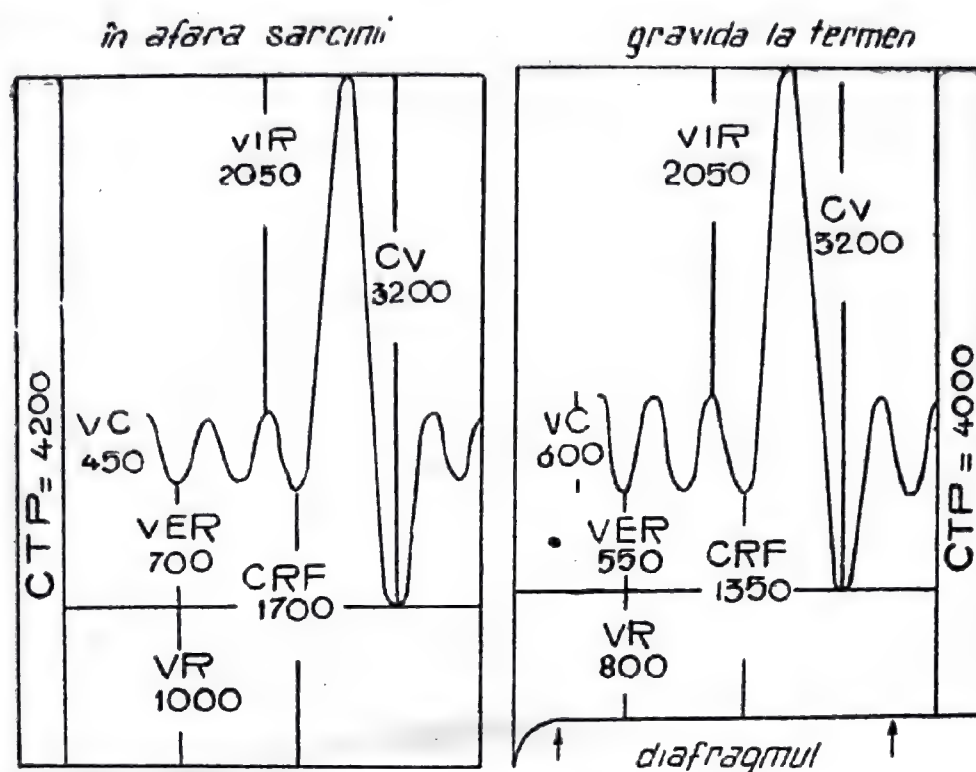 în afara sarcinii
CTP = 4200
VIR
2050
CV
3200
VC
450
VER
700
CRF
1700
VR
1000
gravida la termen
VIR
2050
CV
3200
VC
600
VER
550
CRF
1350
VR
800
CTP = 4000
diafragmul